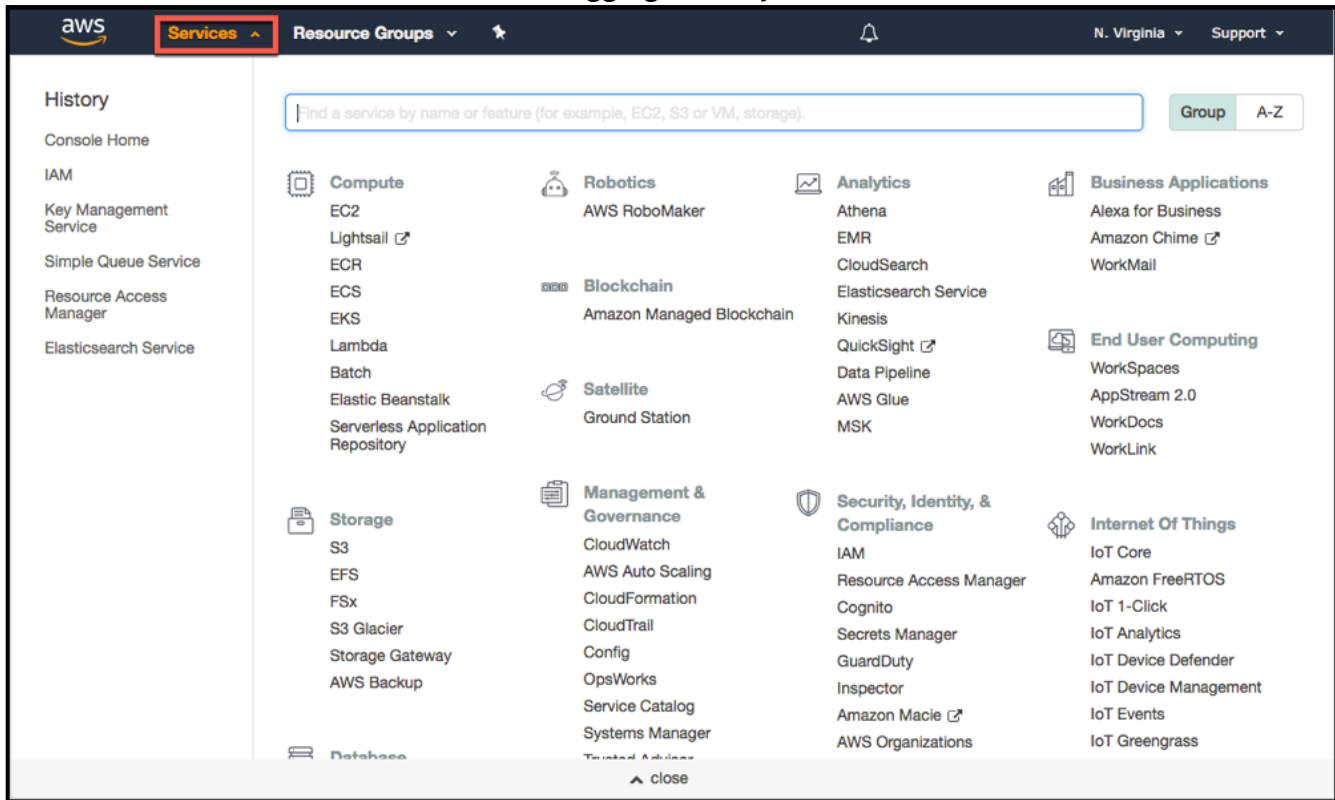 aws
Services
Resource Groups
N. Virginia
Support
History
Console Home
IAM
Key Management
Service
Simple Queue Service
Resource Access
Manager
Elasticsearch Service
Find a service by name or feature (for example, EC2, S3 or VM, storage).
Group
A-Z
Compute
EC2
Lightsail
ECR
ECS
EKS
Lambda
Batch
Elastic Beanstalk
Serverless Application
Repository
Storage
S3
EFS
FSx
S3 Glacier
Storage Gateway
AWS Backup
Database
Robotics
AWS RoboMaker
Blockchain
Amazon Managed Blockchain
Satellite
Ground Station
Management &
Governance
CloudWatch
AWS Auto Scaling
CloudFormation
CloudTrail
Config
OpsWorks
Service Catalog
Systems Manager
Trusted Advisor
Analytics
Athena
EMR
CloudSearch
Elasticsearch Service
Kinesis
QuickSight
Data Pipeline
AWS Glue
MSK
Security, Identity, &
Compliance
IAM
Resource Access Manager
Cognito
Secrets Manager
GuardDuty
Inspector
Amazon Macie
AWS Organizations
Business Applications
Alexa for Business
Amazon Chime
WorkMail
End User Computing
WorkSpaces
AppStream 2.0
WorkDocs
WorkLink
Internet Of Things
IoT Core
Amazon FreeRTOS
IoT 1-Click
IoT Analytics
IoT Device Defender
IoT Device Management
IoT Events
IoT Greengrass
close